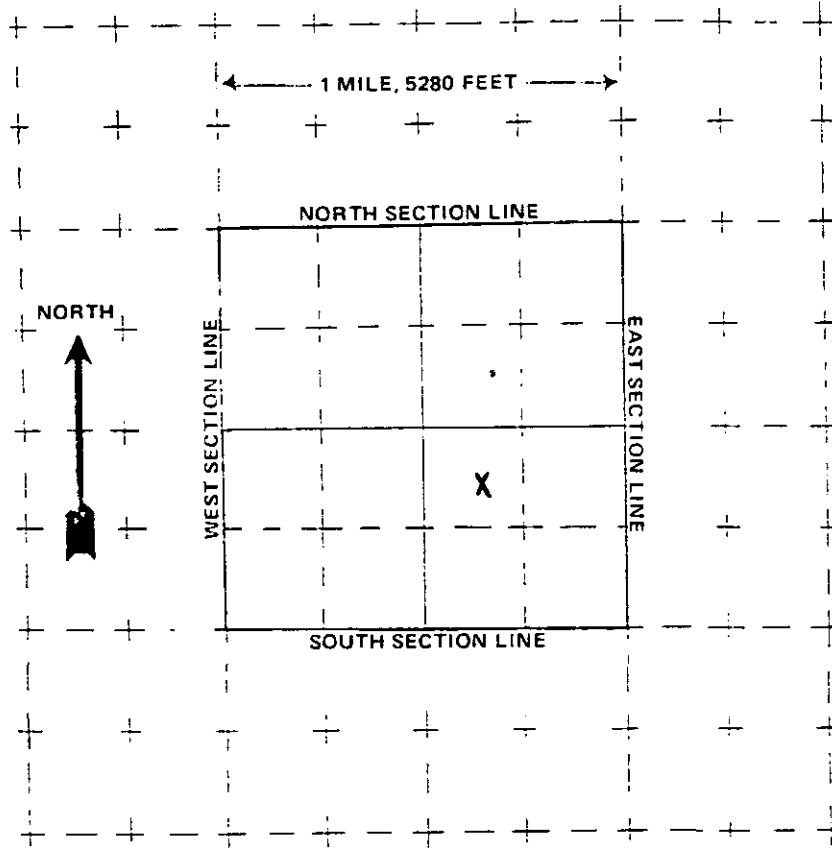 1 MILE, 5280 FEET
NORTH SECTION LINE
NORTH
WEST SECTION LINE
EAST SECTION LINE
X
SOUTH SECTION LINE